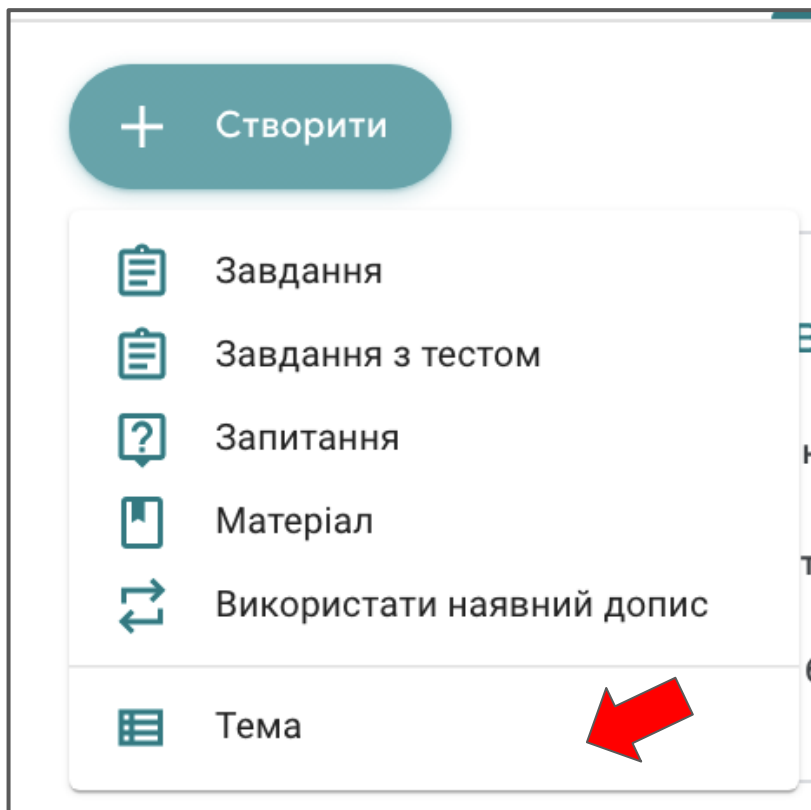 Створити
Завдання
Завдання з тестом
Запитання
Матеріал
Використати наявний допис
Тема